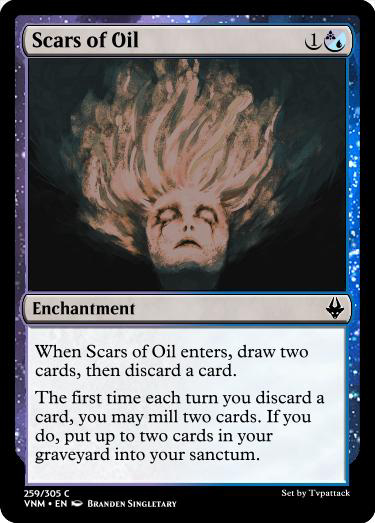 Scars of Oil 1
Enchantment
When Scars of Oil enters, draw two
cards, then discard a card.
The first time each turn you discard a
card, you may mill two cards. If you
do, put up to two cards in your
graveyard into your sanctum.
259/305 C
VNM • EN Branden Singletary
Set by Tvpattack